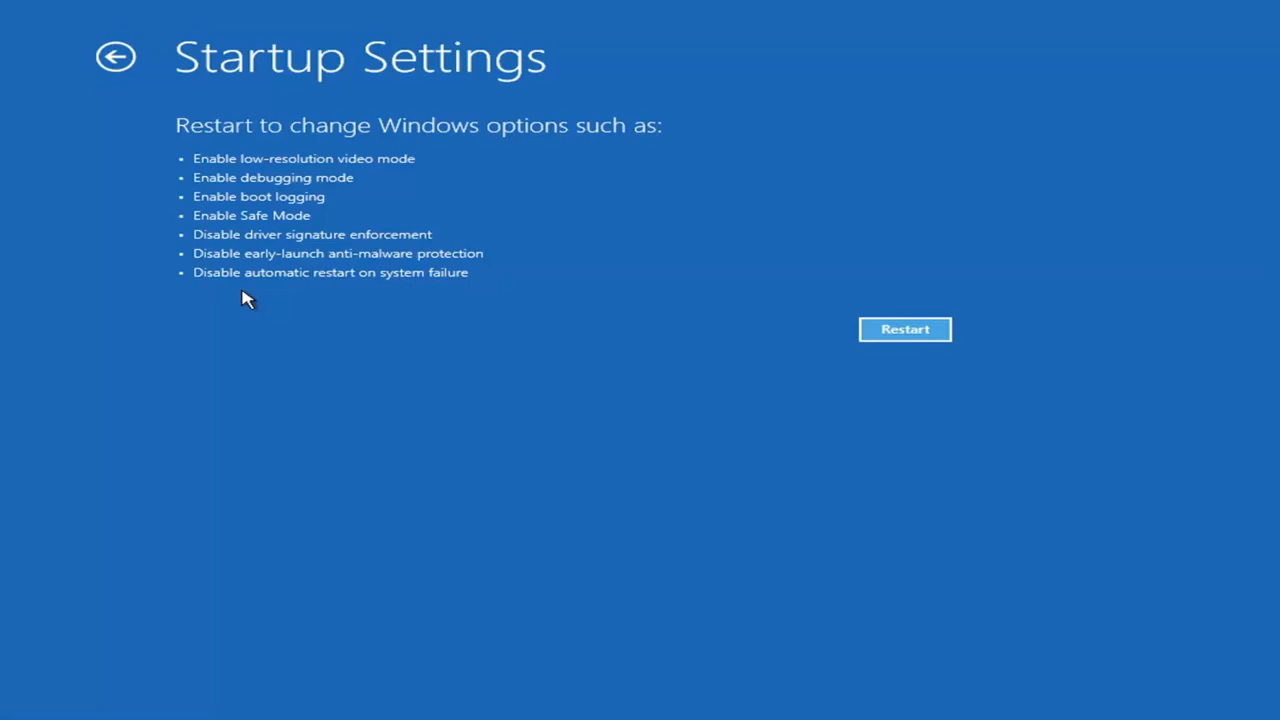 Startup Settings
Restart to change Windows options such as:
• Enable low-resolution video mode
• Enable debugging mode
• Enable boot logging
• Enable Safe Mode
• Disable driver signature enforcement
• Disable early-launch anti-malware protection
• Disable automatic restart on system failure
Restart